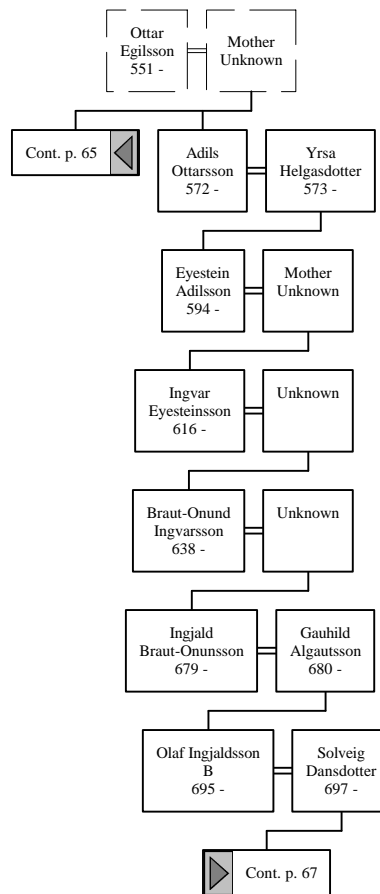 Ottar
Egilsson
551 -
Mother
Unknown
Cont. p. 65
Adils
Ottarsson
572 -
Yrsa
Helgasdotter
573 -
Eyestein
Adilsson
594 -
Mother
Unknown
Ingvar
Eyesteinsson
616 -
Unknown
Braut-Onund
Ingvarsson
638 -
Unknown
Ingjald
Braut-Onunsson
679 -
Gauhild
Algautsson
680 -
Olaf Ingjaldsson
B
695 -
Solveig
Dansdotter
697 -
Cont. p. 67